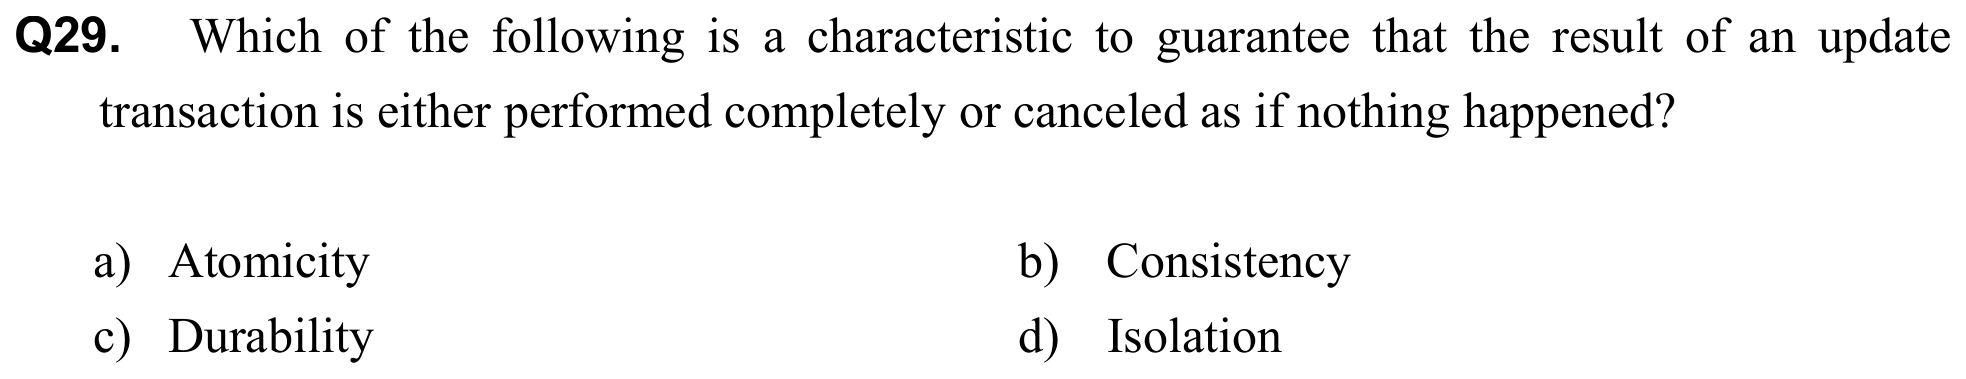 Q29. Which of the following is a characteristic to guarantee that the result of an update
transaction is either performed completely or canceled as if nothing happened?
a) Atomicity b) Consistency
c) Durability d) Isolation